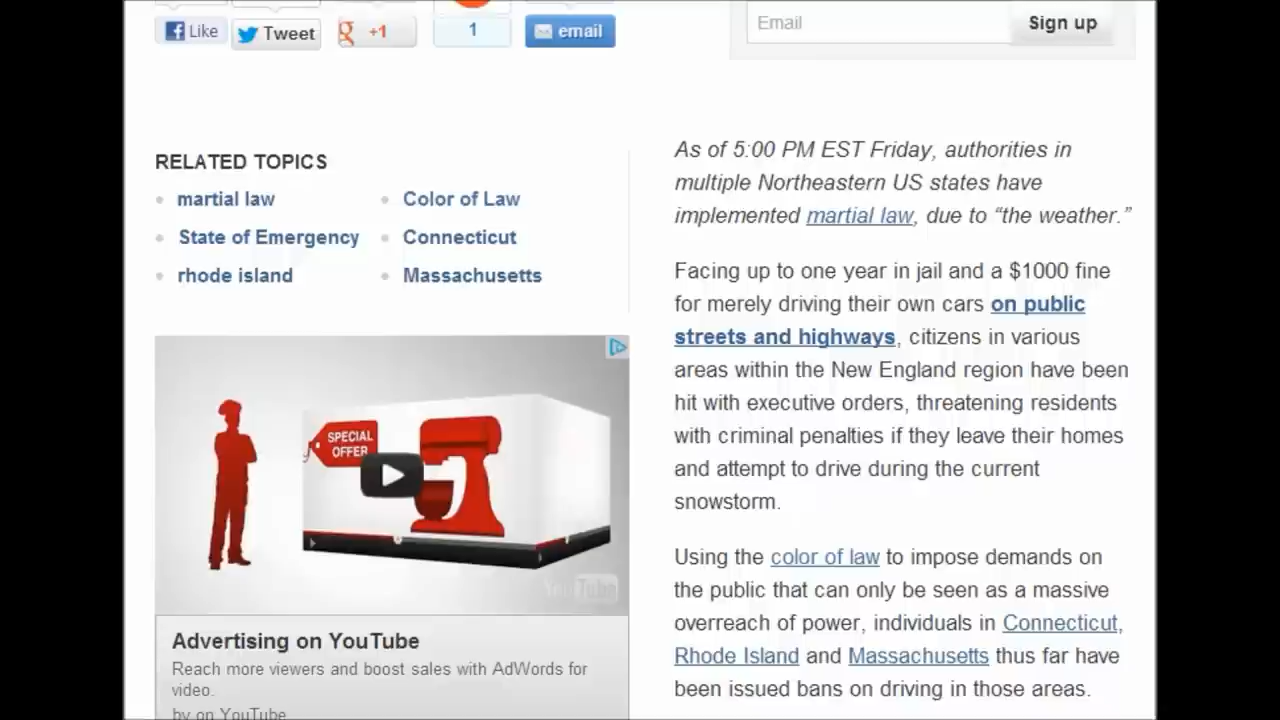 Like
Tweet
+1
1
email
Email
Sign up
RELATED TOPICS
martial law
Color of Law
State of Emergency
Connecticut
rhode island
Massachusetts
SPECIAL
OFFER
YouTube
Advertising on YouTube
Reach more viewers and boost sales with AdWords for
video.
by on YouTube
As of 5:00 PM EST Friday, authorities in
multiple Northeastern US states have
implemented martial law, due to “the weather.”
Facing up to one year in jail and a $1000 fine
for merely driving their own cars on public
streets and highways, citizens in various
areas within the New England region have been
hit with executive orders, threatening residents
with criminal penalties if they leave their homes
and attempt to drive during the current
snowstorm.
Using the color of law to impose demands on
the public that can only be seen as a massive
overreach of power, individuals in Connecticut,
Rhode Island and Massachusetts thus far have
been issued bans on driving in those areas.